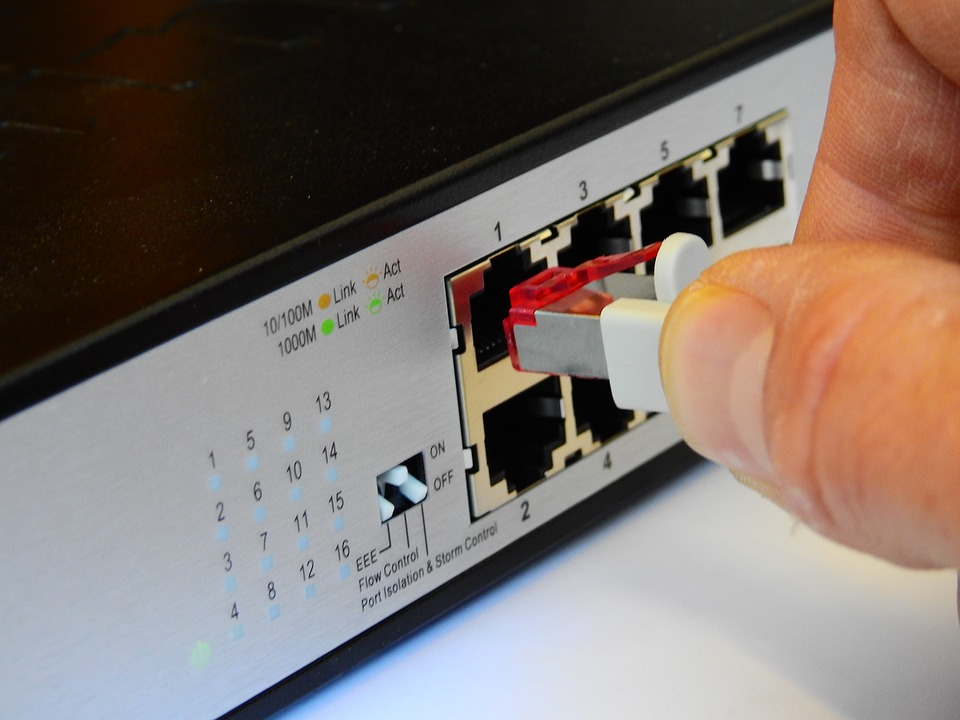 1 3 5 7
10/100M Link Act
1000M Link Act
1 5 9 13
2 6 10 14
3 7 11 15
4 8 12 16
ON
OFF
EEE
Flow Control
Port Isolation & Storm Control
2 4